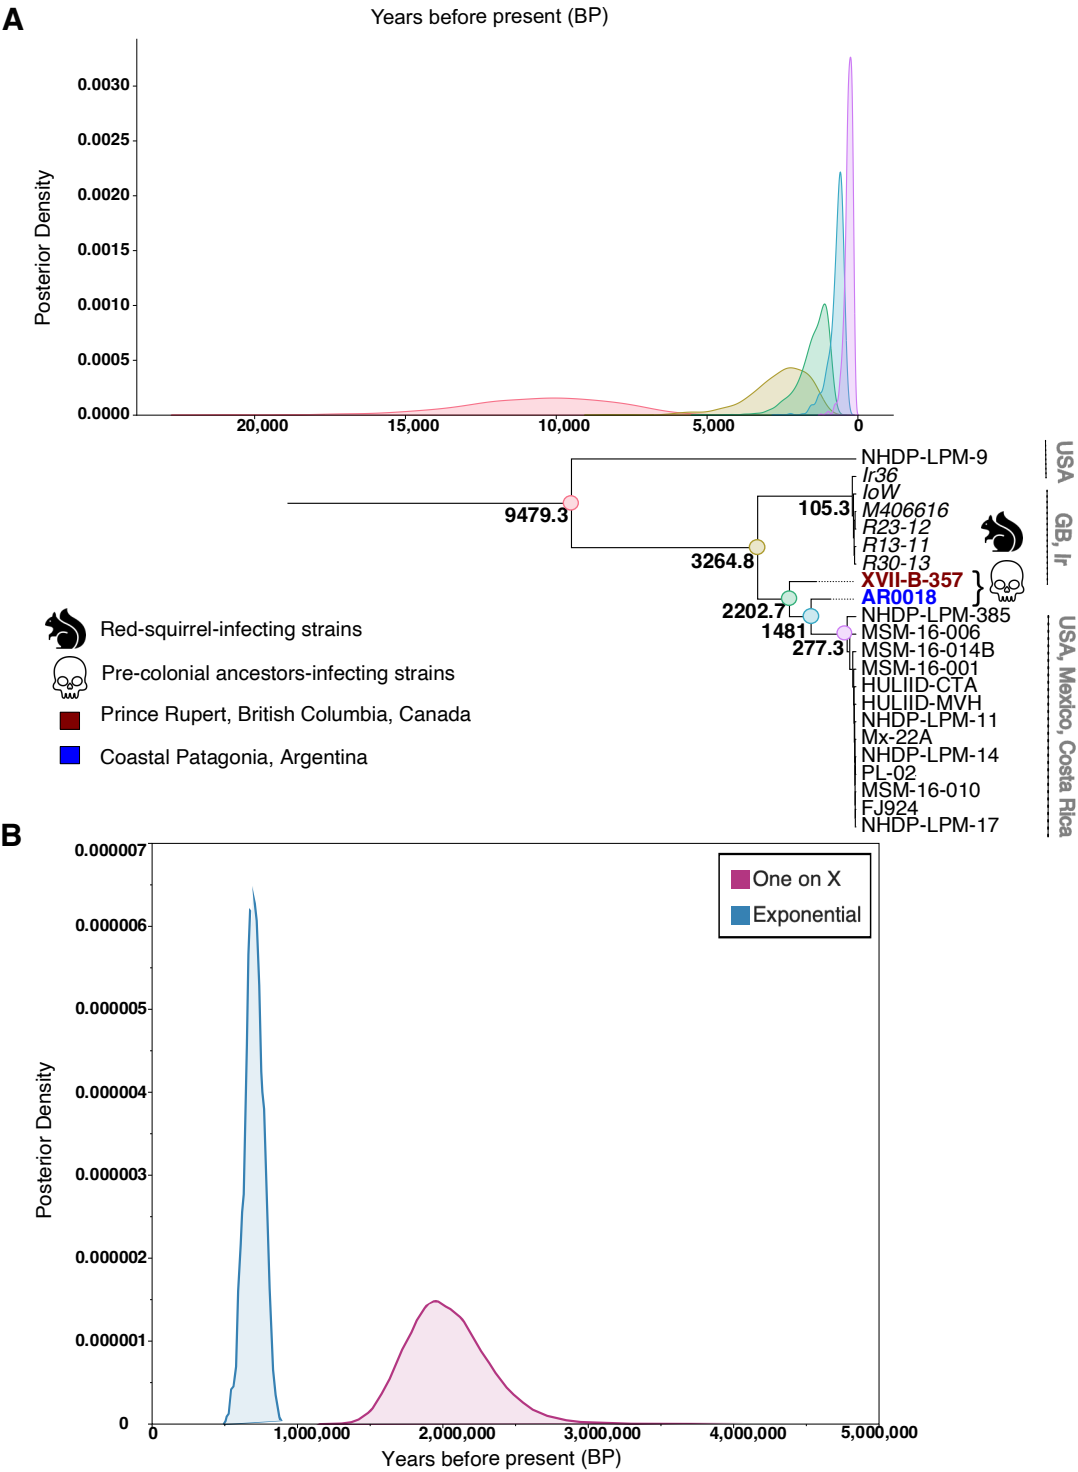 A
Years before present (BP)
Posterior Density
0.0030
0.0025
0.0020
0.0015
0.0010
0.0005
0.0000
20,000
15,000
10,000
5,000
0
NHDP-LPM-9
Ir36
IoW
M406616
R23-12
R13-11
R30-13
XVII-B-357
AR0018
NHDP-LPM-385
MSM-16-006
MSM-16-014B
MSM-16-001
HULIID-CTA
HULIID-MVH
NHDP-LPM-11
Mx-22A
NHDP-LPM-14
PL-02
MSM-16-010
FJ924
NHDP-LPM-17
9479.3
105.3
3264.8
2202.7
1481
277.3
USA
GB, Ir
USA, Mexico, Costa Rica
Red-squirrel-infecting strains
Pre-colonial ancestors-infecting strains
Prince Rupert, British Columbia, Canada
Coastal Patagonia, Argentina
B
Posterior Density
0.000007
0.000006
0.000005
0.000004
0.000003
0.000002
0.000001
0
One on X
Exponential
0
1,000,000
2,000,000
3,000,000
4,000,000
5,000,000
Years before present (BP)